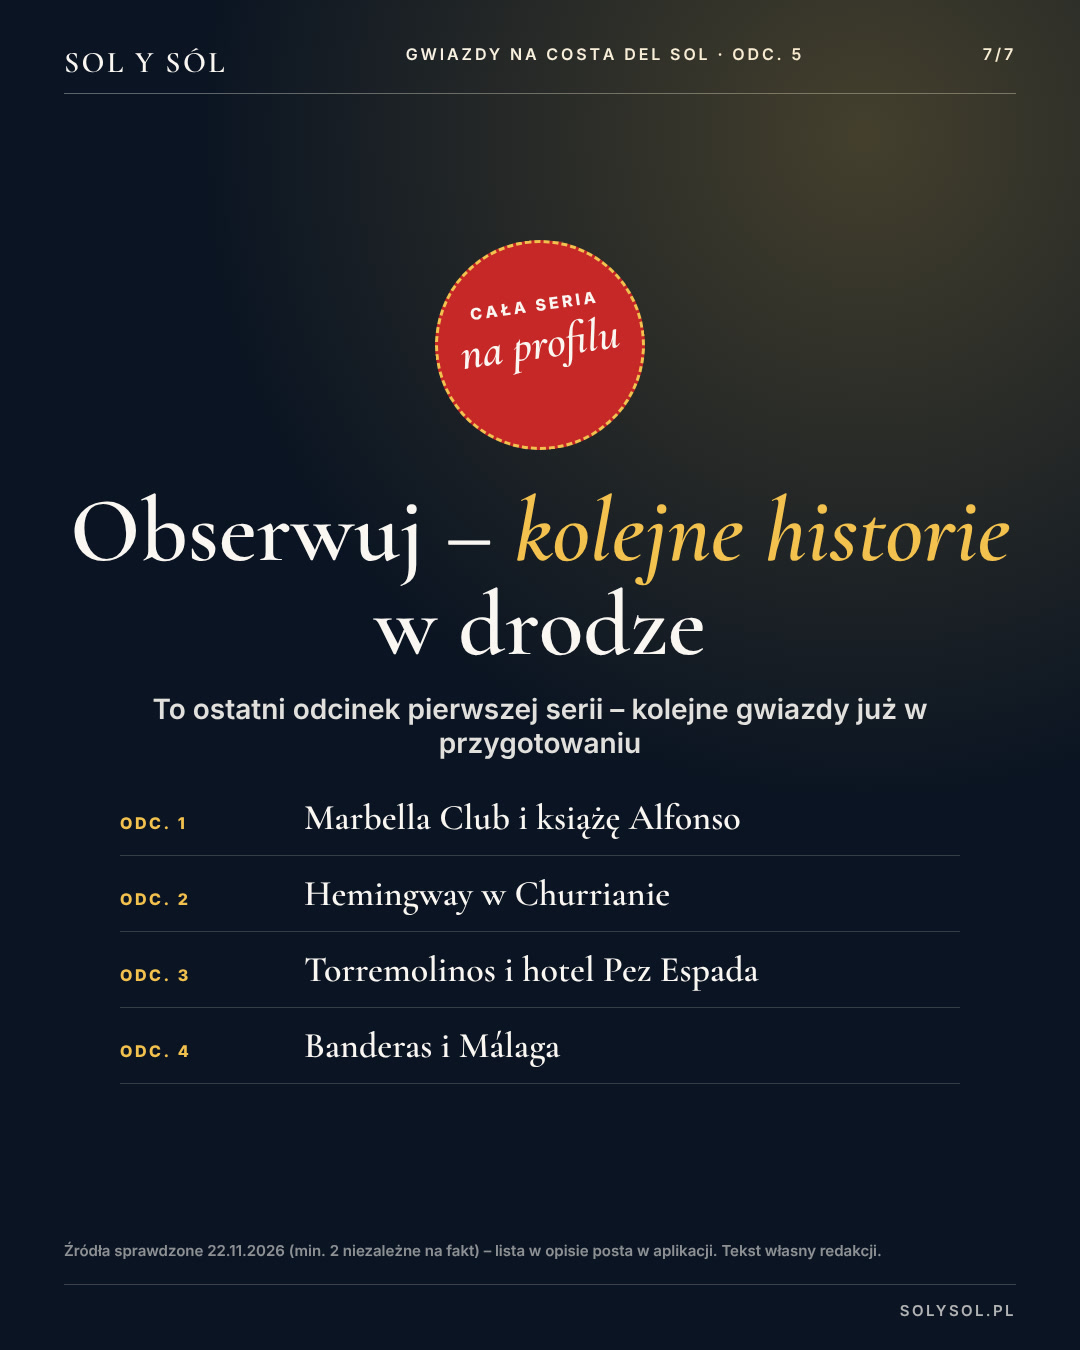 SOL Y SÓL
GWIAZDY NA COSTA DEL SOL · ODC. 5
7/7
CAŁA SERIA
na profilu
Obserwuj – kolejne historie
w drodze
To ostatni odcinek pierwszej serii – kolejne gwiazdy już w
przygotowaniu
ODC. 1 Marbella Club i książę Alfonso
ODC. 2 Hemingway w Churrianie
ODC. 3 Torremolinos i hotel Pez Espada
ODC. 4 Banderas i Málaga
Źródła sprawdzone 22.11.2026 (min. 2 niezależne na fakt) – lista w opisie posta w aplikacji. Tekst własny redakcji.
SOLYSOL.PL